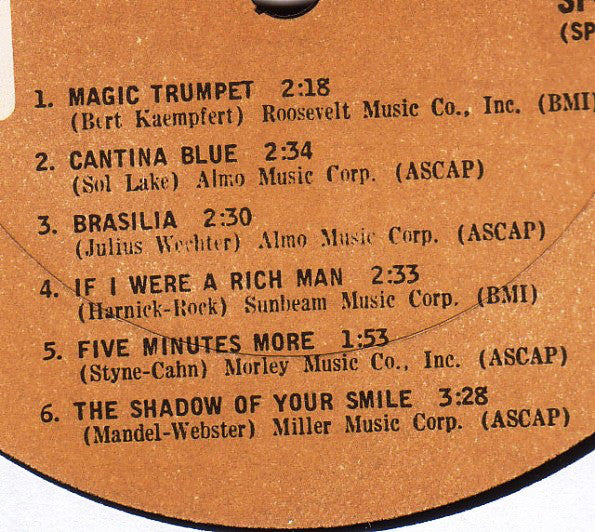 SP
(SP
1. MAGIC TRUMPET 2:18
(Bert Kaempfert) Roosevelt Music Co., Inc. (BMI)
2. CANTINA BLUE 2:34
(Sol Lake) Almo Music Corp. (ASCAP)
3. BRASILIA 2:30
(Julius Wechter) Almo Music Corp. (ASCAP)
4. IF I WERE A RICH MAN 2:33
(Harnick-Rock) Sunbeam Music Corp. (BMI)
5. FIVE MINUTES MORE 1:53
(Styne-Cahn) Morley Music Co., Inc. (ASCAP)
6. THE SHADOW OF YOUR SMILE 3:28
(Mandel-Webster) Miller Music Corp. (ASCAP)